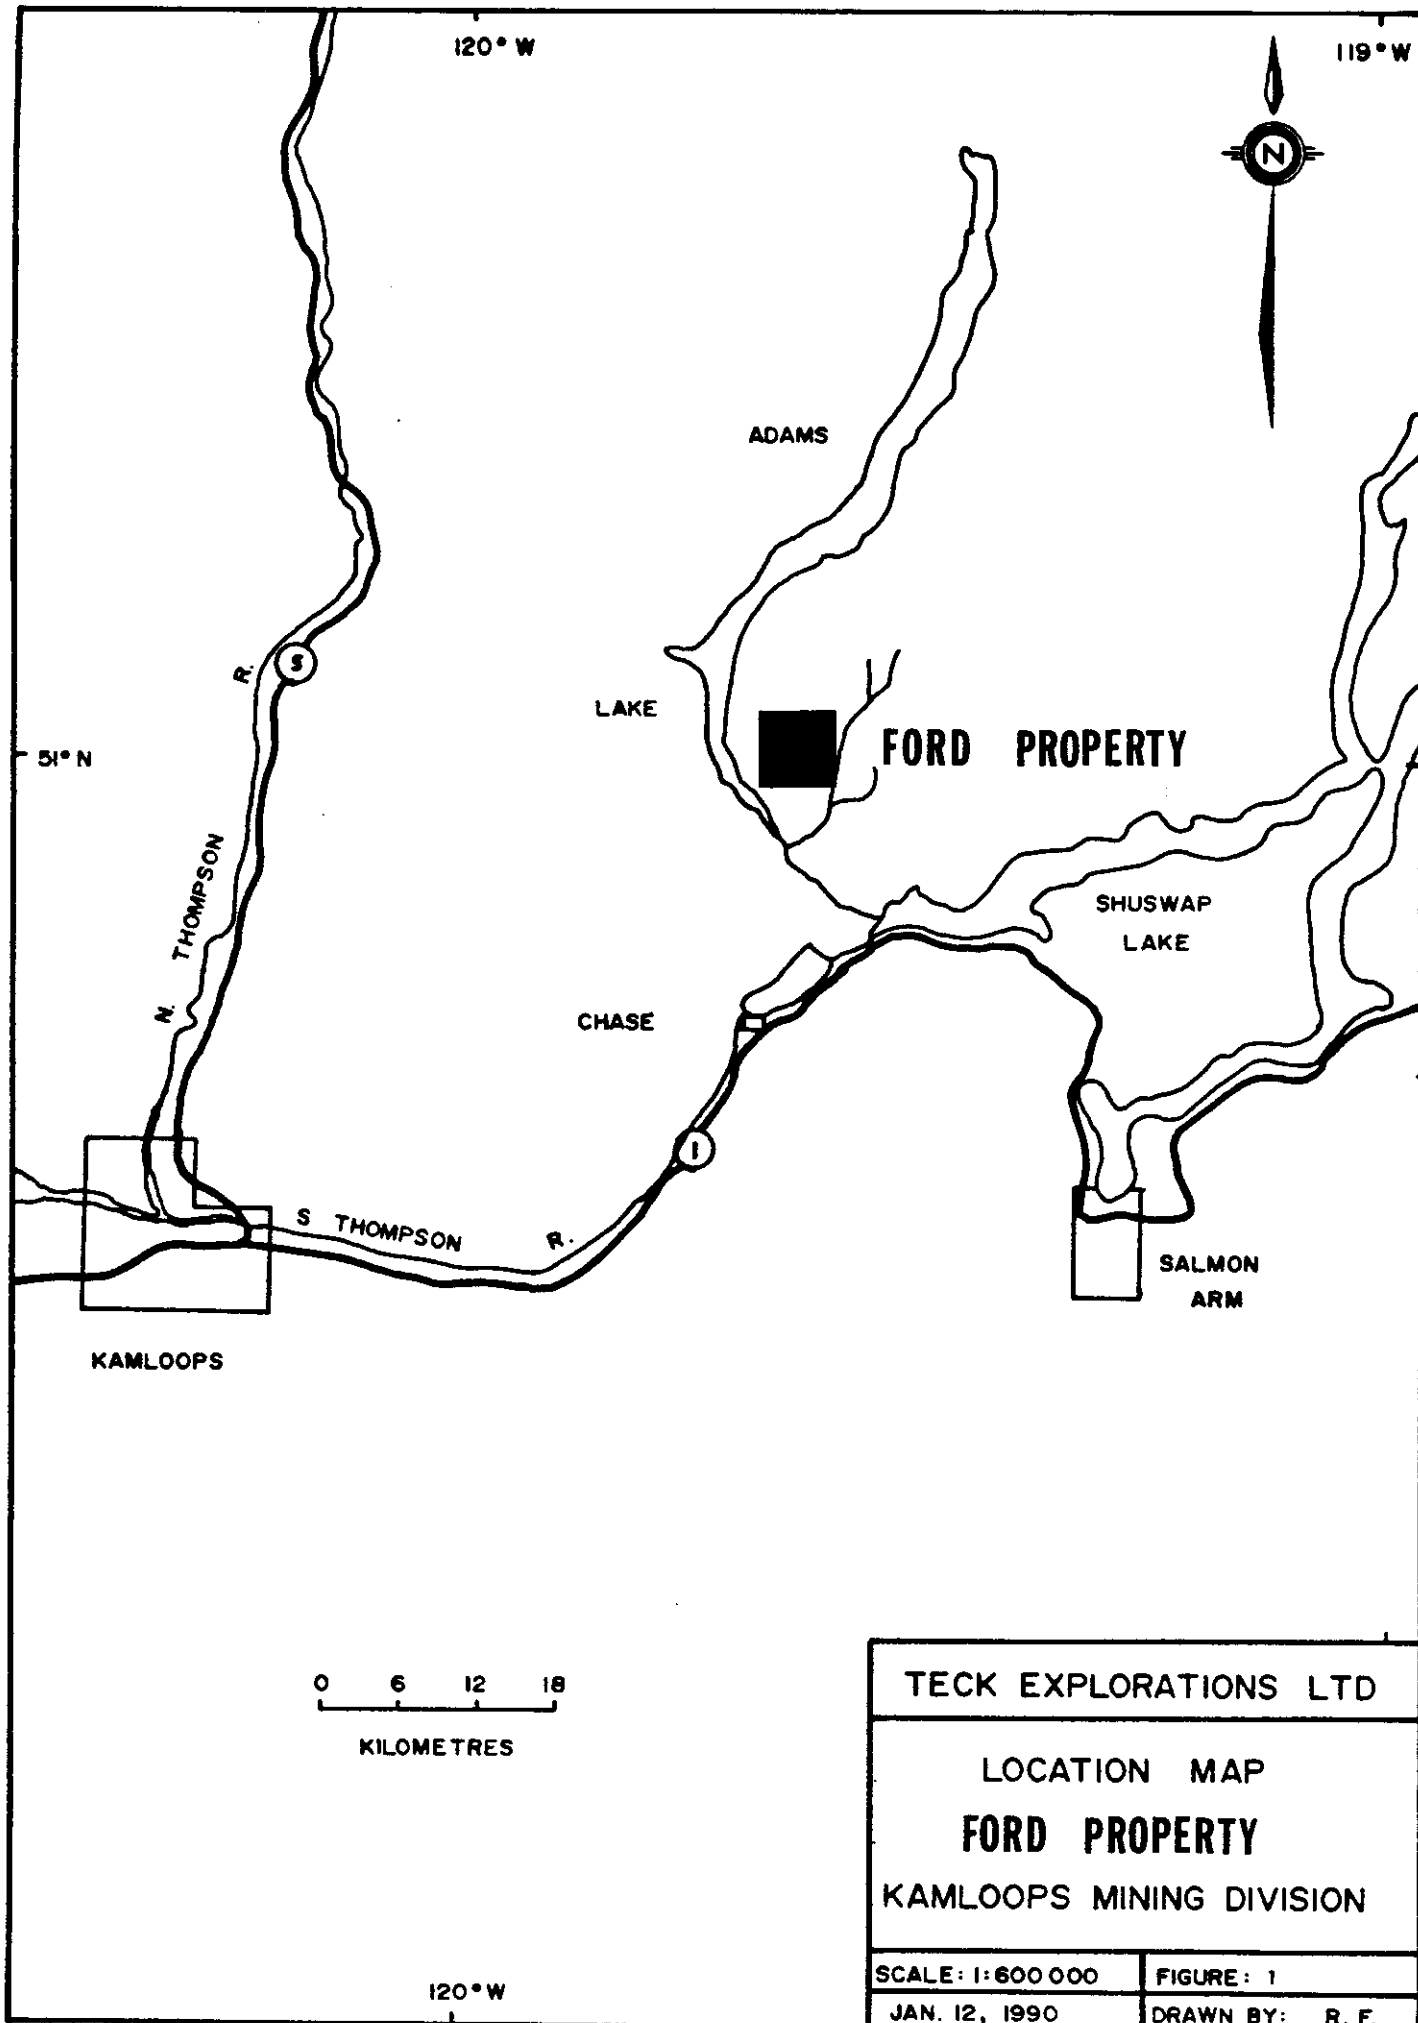 120° W
119° W
N
ADAMS
5
R.
LAKE
FORD PROPERTY
51° N
THOMPSON
N.
SHUSWAP
LAKE
CHASE
1
S THOMPSON R.
SALMON
ARM
KAMLOOPS
0 6 12 18
KILOMETRES
TECK EXPLORATIONS LTD
LOCATION MAP
FORD PROPERTY
KAMLOOPS MINING DIVISION
SCALE: 1:600 000
FIGURE: 1
120° W
JAN. 12, 1990
DRAWN BY: R. F.